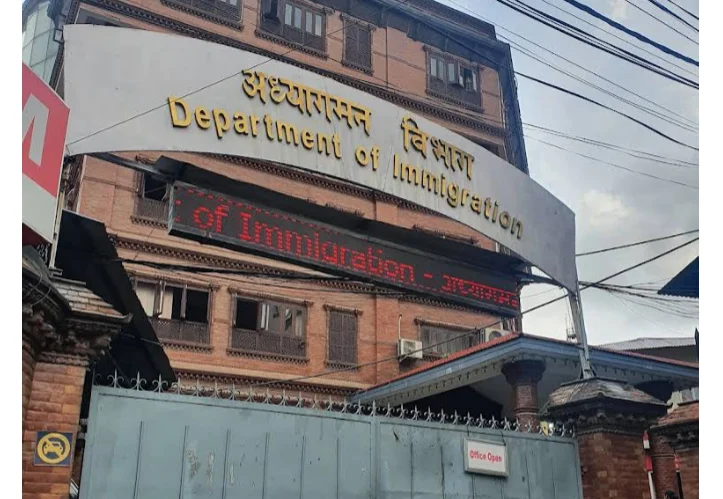 अध्यागमन विभाग
Department of Immigration
of Immigration - अध्यागमन
Office Open